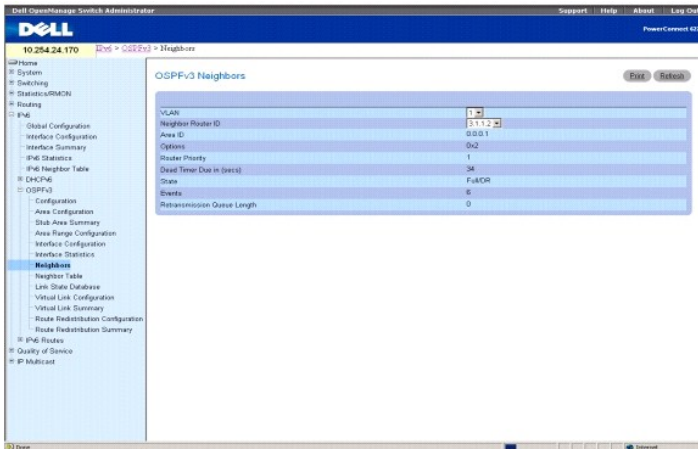 Dell OpenManage Switch Administrator
Support Help About Log Out
DELL
PowerConnect 62
10.254.24.170
IPv6 > OSPFv3 > Neighbors
Home
System
Switching
Statistics/RMON
Routing
IPv6
Global Configuration
Interface Configuration
Interface Summary
IPv6 Statistics
IPv6 Neighbor Table
DHCPv6
OSPFv3
Configuration
Area Configuration
Stub Area Summary
Area Range Configuration
Interface Configuration
Interface Statistics
Neighbors
Neighbor Table
Link State Database
Virtual Link Configuration
Virtual Link Summary
Route Redistribution Configuration
Route Redistribution Summary
IPv6 Routes
Quality of Service
IP Multicast
OSPFv3 Neighbors
Print Refresh
VLAN 1
Neighbor Router ID 3.1.1.2
Area ID 0.0.0.1
Options 0x2
Router Priority 1
Dead Timer Due in (secs) 34
State Full/DR
Events 6
Retransmission Queue Length 0
Done
Internet